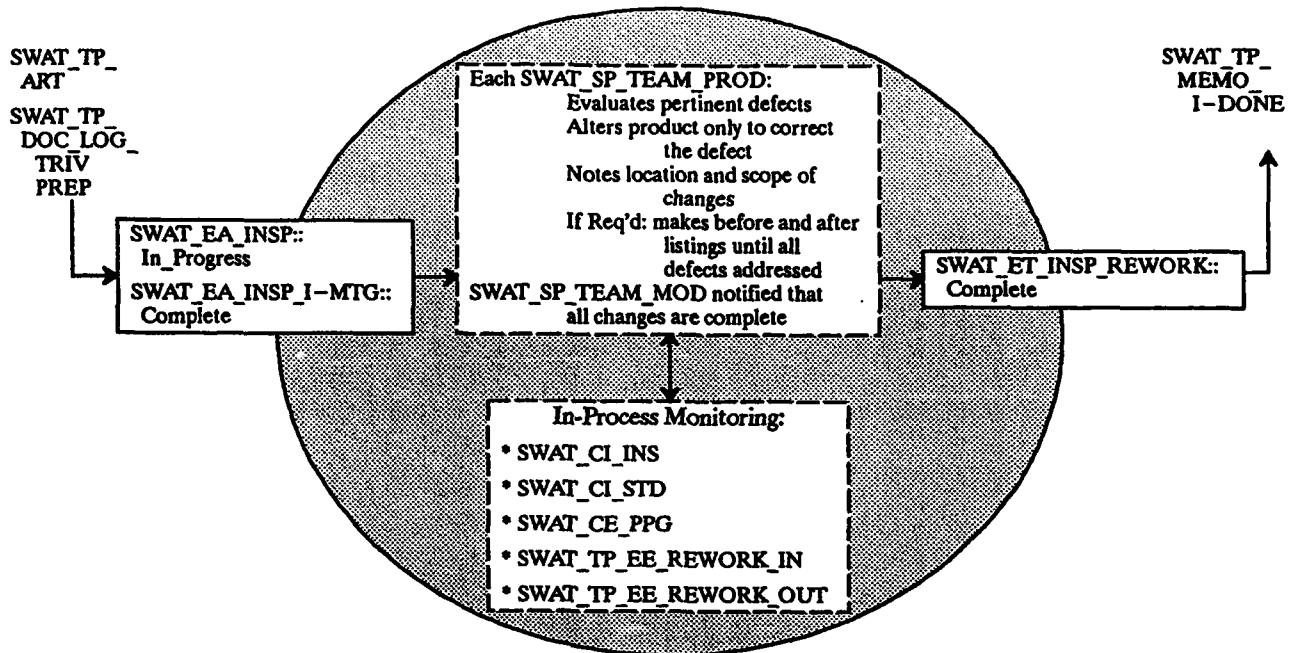 SWAT_TP_
ART
SWAT_TP_
DOC_LOG_
TRIV
PREP
SWAT_EA_INSP::
In_Progress
SWAT_EA_INSP_I-MTG::
Complete
Each SWAT_SP_TEAM_PROD:
Evaluates pertinent defects
Alters product only to correct
the defect
Notes location and scope of
changes
If Req'd: makes before and after
listings until all
defects addressed
SWAT_SP_TEAM_MOD notified that
all changes are complete
In-Process Monitoring:
* SWAT_CI_INS
* SWAT_CI_STD
* SWAT_CE_PPG
* SWAT_TP_EE_REWORK_IN
* SWAT_TP_EE_REWORK_OUT
SWAT_ET_INSP_REWORK::
Complete
SWAT_TP_
MEMO_
I-DONE